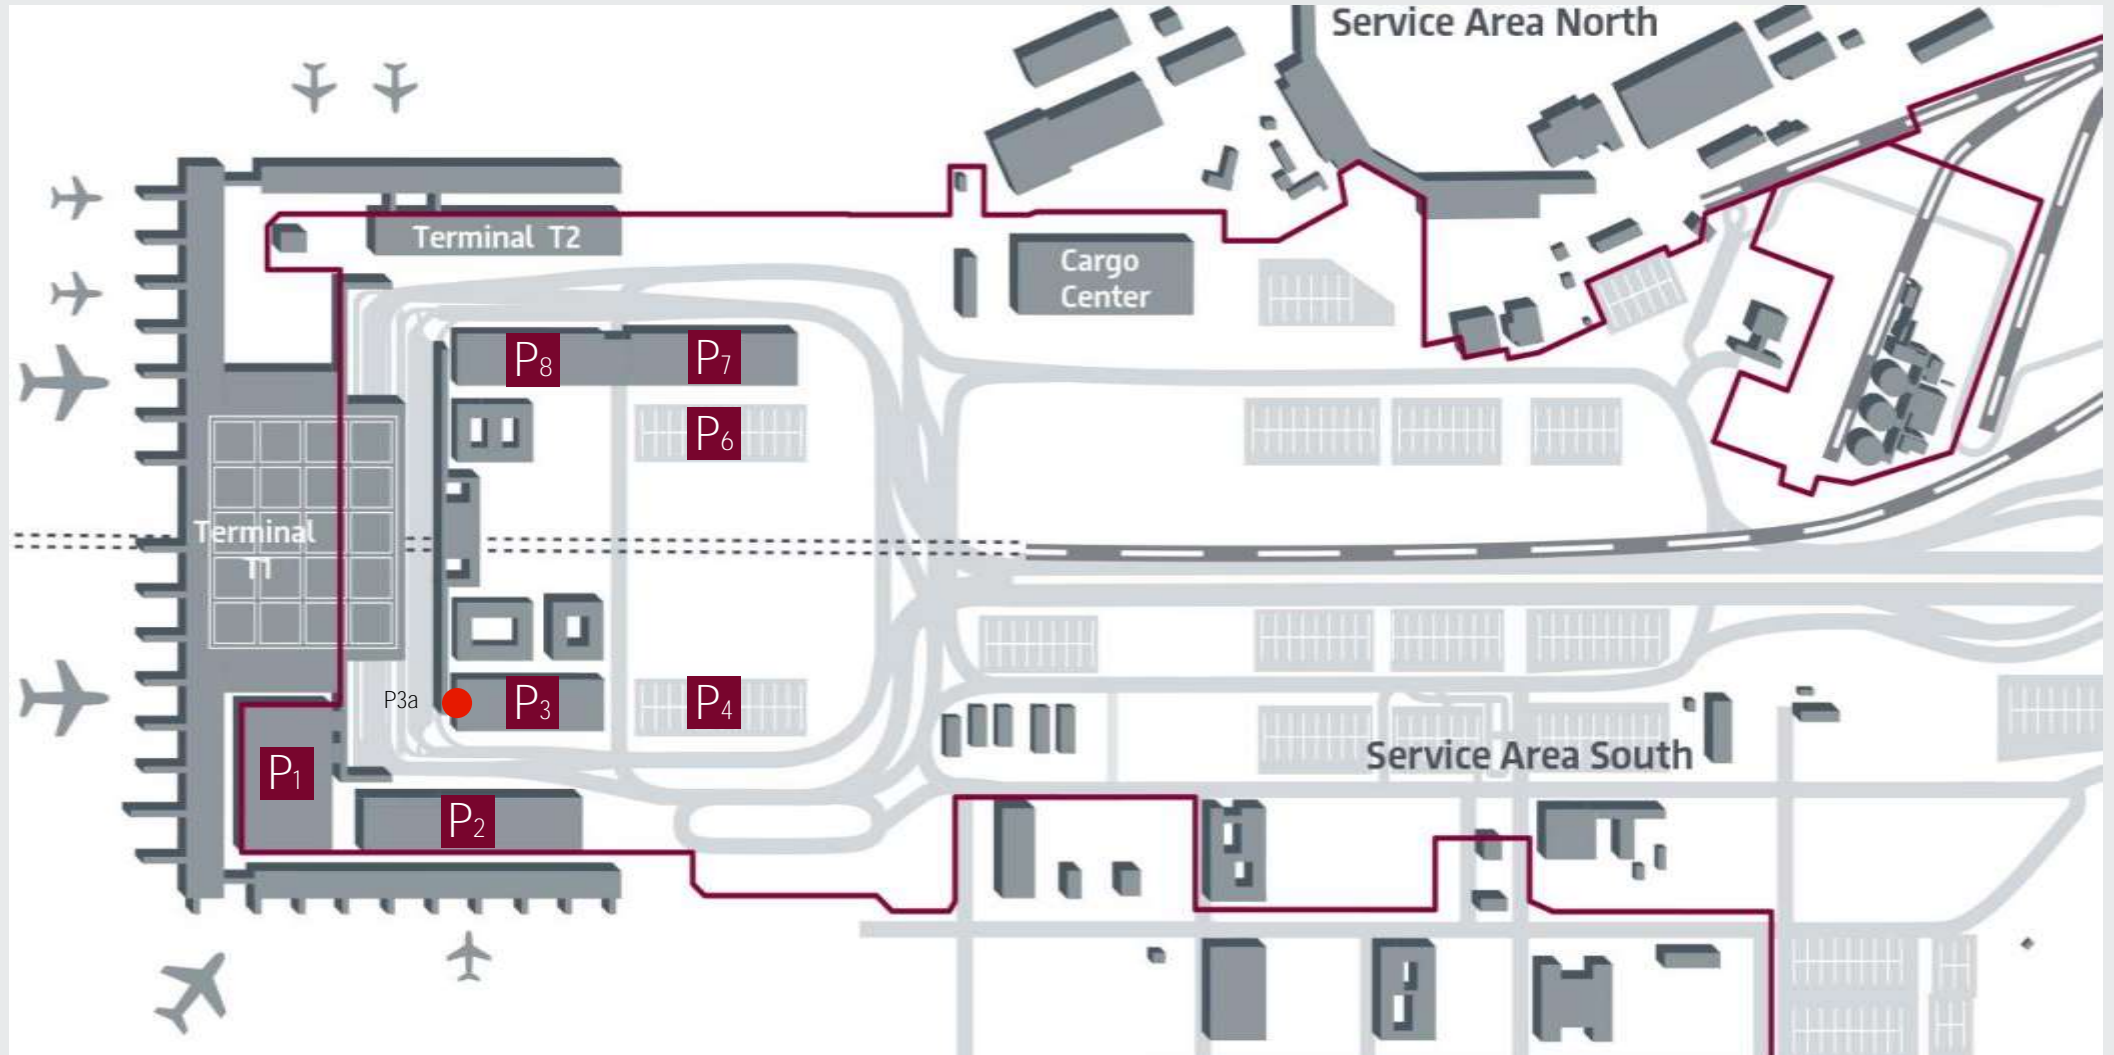 Service Area North
Terminal T2
Cargo
Center
P8
P7
P6
Terminal
T1
P3a
P3
P4
P1
P2
Service Area South